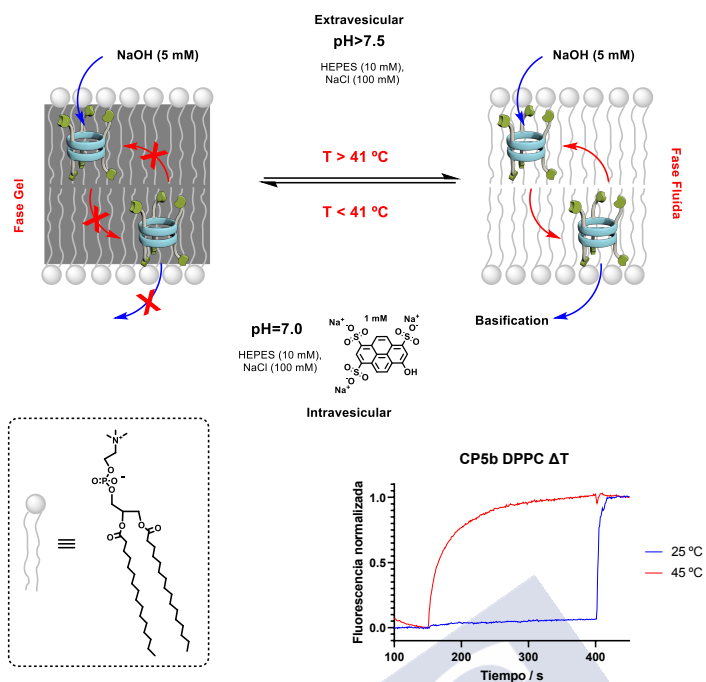 Extravesicular
pH>7.5
HEPES (10 mM),
NaCl (100 mM)
NaOH (5 mM)
NaOH (5 mM)
Fase Gel
T > 41 ºC
T < 41 ºC
Fase Fluida
Basification
pH=7.0
HEPES (10 mM),
NaCl (100 mM)
1 mM
Na+
-O
O
S
O
Na+
O
O-
S
O
O
S
O
-O
Na+
OH
Intravesicular
N+
O
O=P-O-
O
O
O
O
O
CP5b DPPC ΔT
Fluorescencia normalizada
1.0
0.5
0.0
100
200
300
400
Tiempo / s
25 ºC
45 ºC